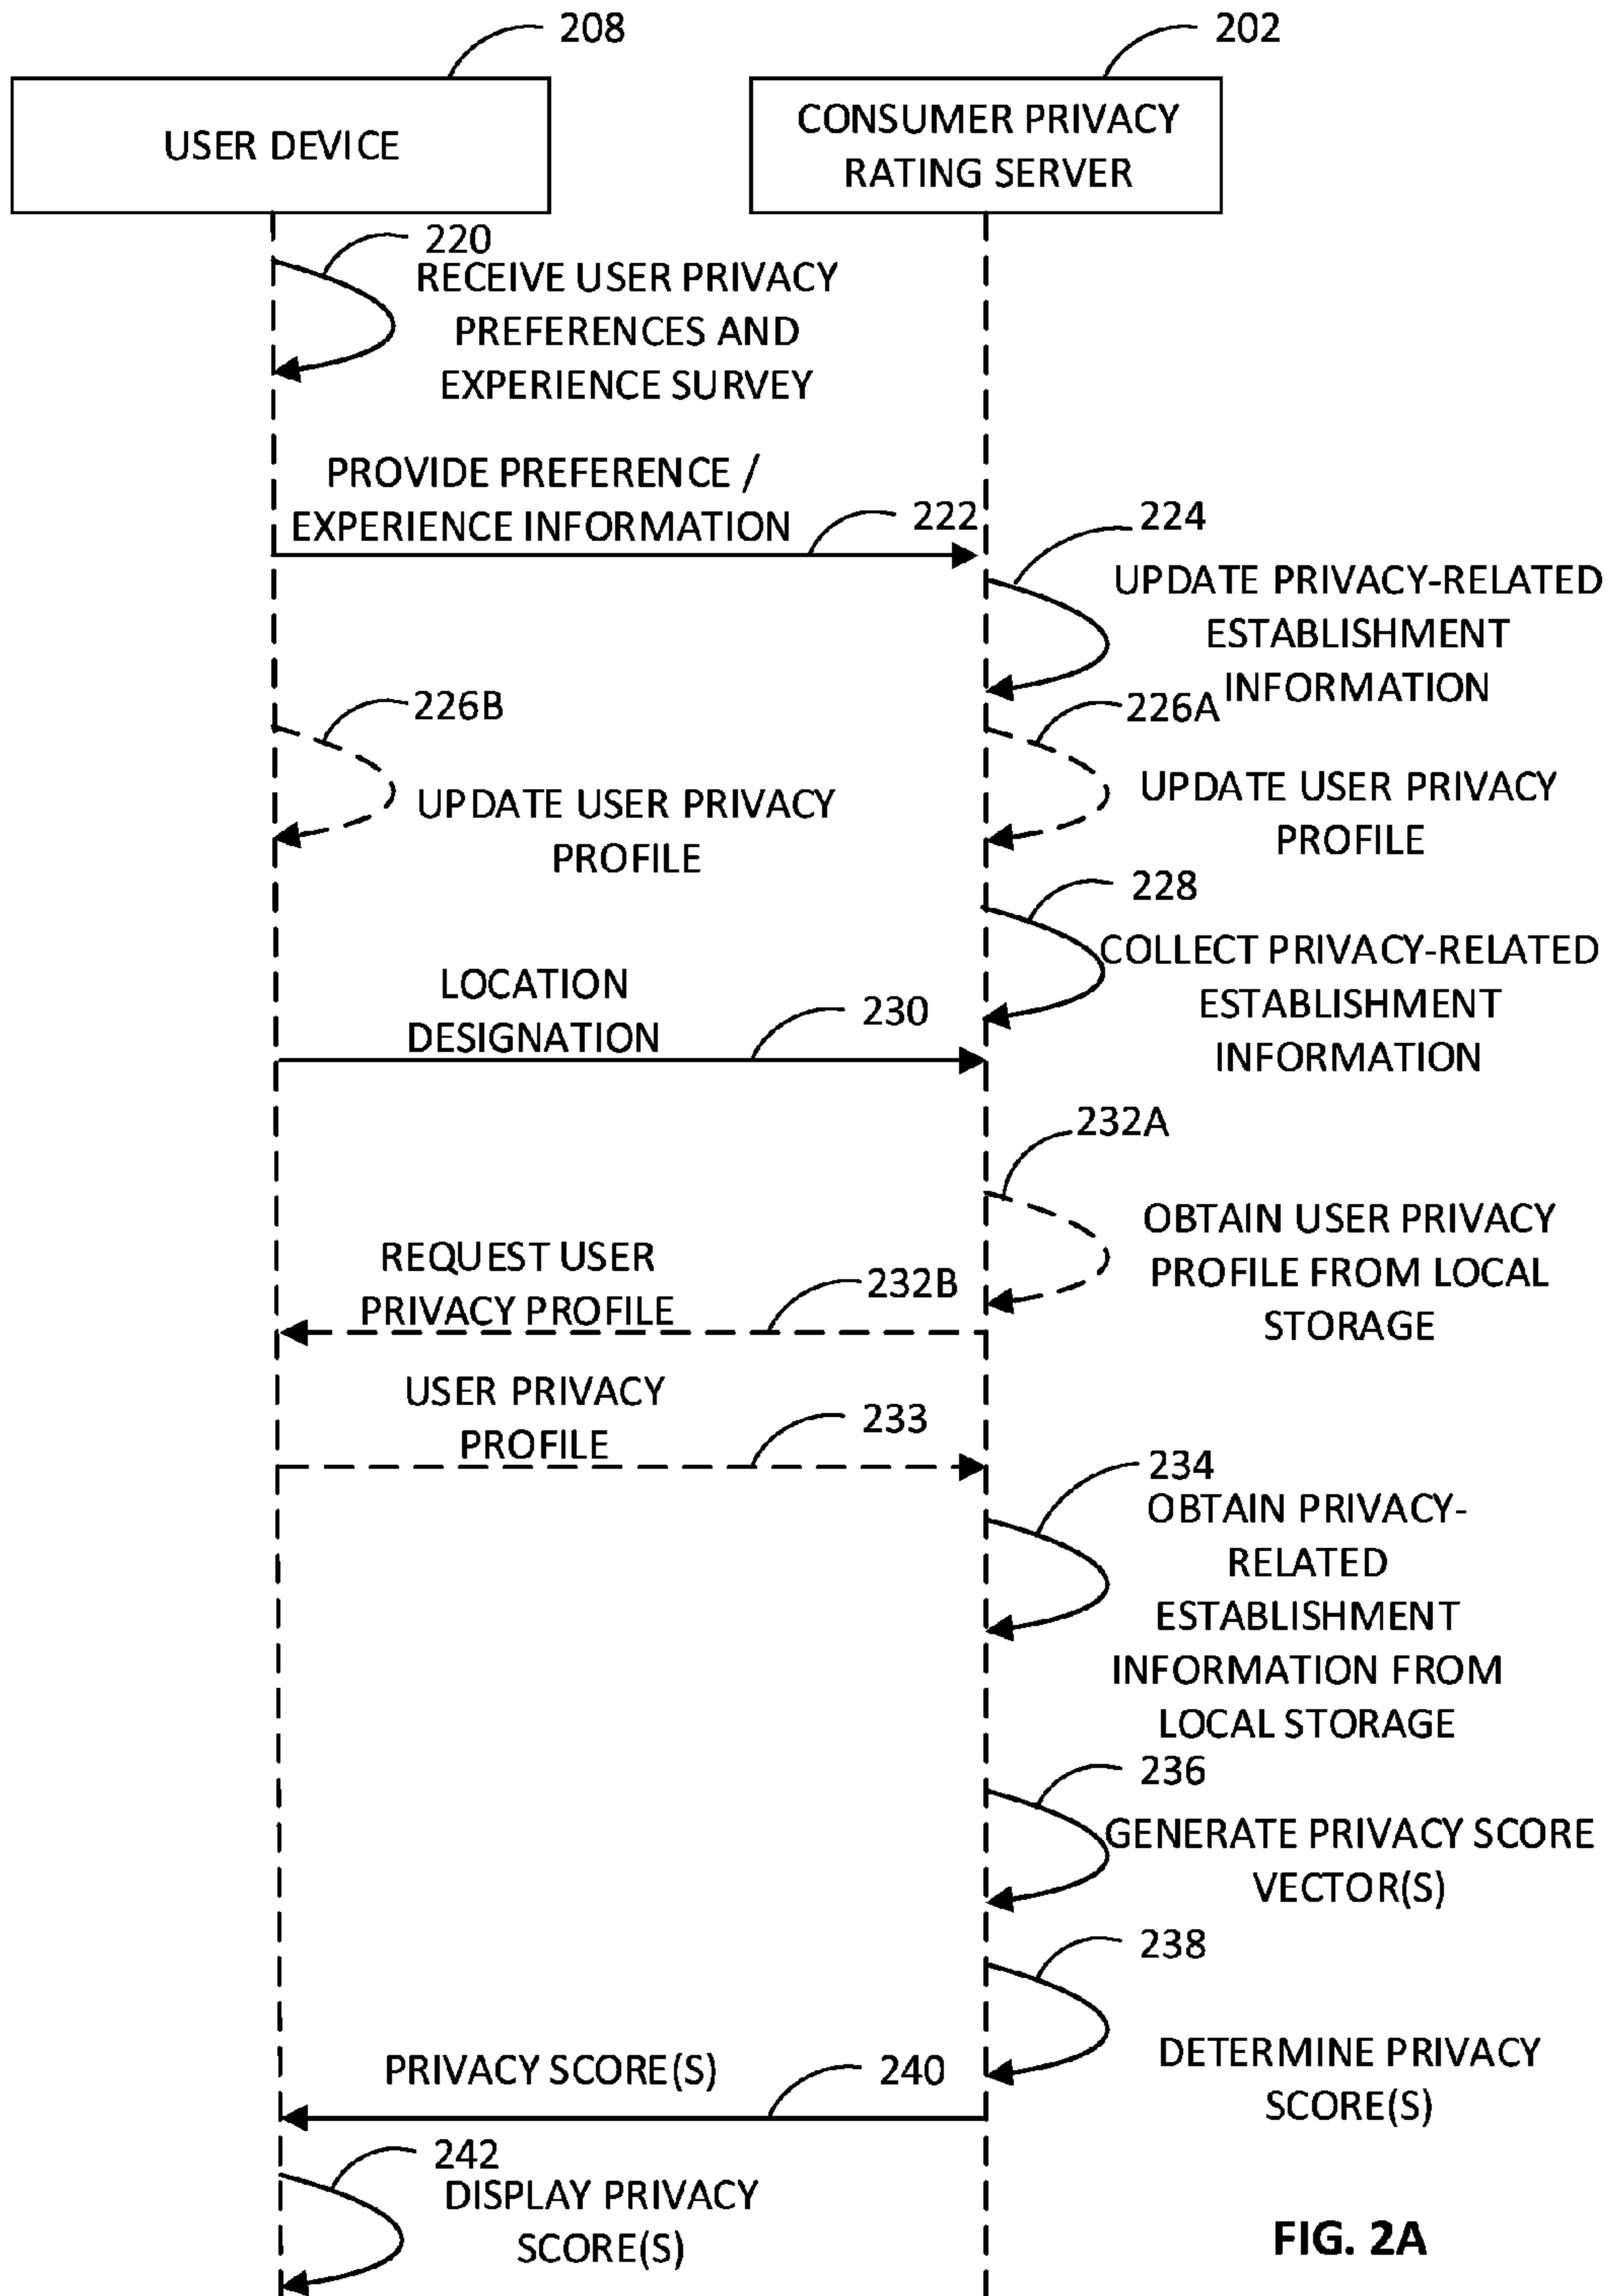 208
202
USER DEVICE
CONSUMER PRIVACY
RATING SERVER
220
RECEIVE USER PRIVACY
PREFERENCES AND
EXPERIENCE SURVEY
PROVIDE PREFERENCE /
EXPERIENCE INFORMATION
222
224
UPDATE PRIVACY-RELATED
ESTABLISHMENT
INFORMATION
226B
UPDATE USER PRIVACY
PROFILE
226A
UPDATE USER PRIVACY
PROFILE
228
COLLECT PRIVACY-RELATED
ESTABLISHMENT
INFORMATION
LOCATION
DESIGNATION
230
232A
OBTAIN USER PRIVACY
PROFILE FROM LOCAL
STORAGE
REQUEST USER
PRIVACY PROFILE
232B
USER PRIVACY
PROFILE
233
234
OBTAIN PRIVACY-
RELATED
ESTABLISHMENT
INFORMATION FROM
LOCAL STORAGE
236
GENERATE PRIVACY SCORE
VECTOR(S)
238
DETERMINE PRIVACY
SCORE(S)
PRIVACY SCORE(S)
240
242
DISPLAY PRIVACY
SCORE(S)
FIG. 2A